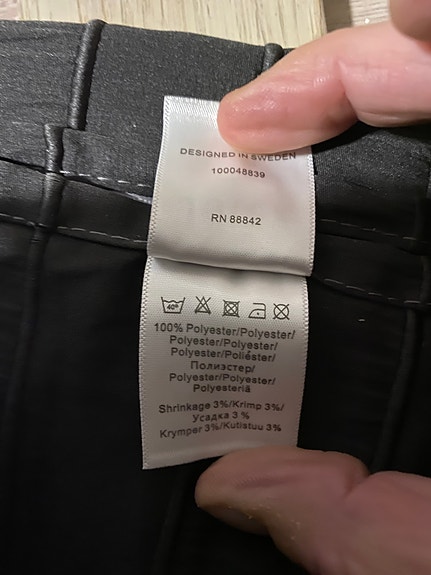 DESIGNED IN SWEDEN
100048839
RN 88842
40°
100% Polyester/Polyester/
Polyester/Polyester/
Polyester/Poliéster/
Полиэстер/
Polyester/Polyester/
Polyesteriä
Shrinkage 3%/Krimp 3%/
Усадка 3 %
Krymper 3%/Kutistuu 3 %